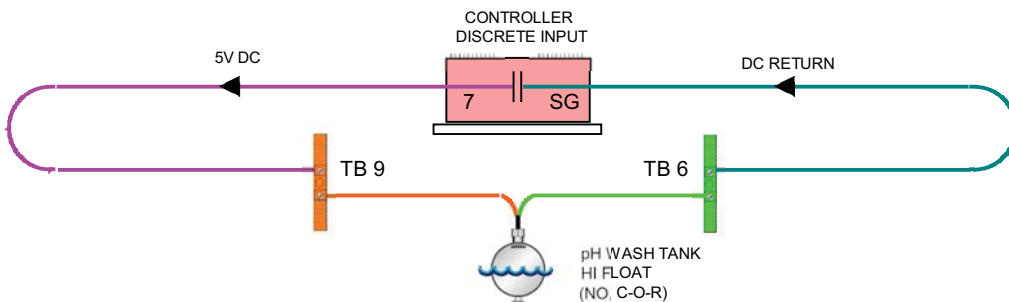 CONTROLLER
DISCRETE INPUT
5V DC
DC RETURN
7
SG
TB 9
TB 6
pH WASH TANK
HI FLOAT
(NO, C-O-R)